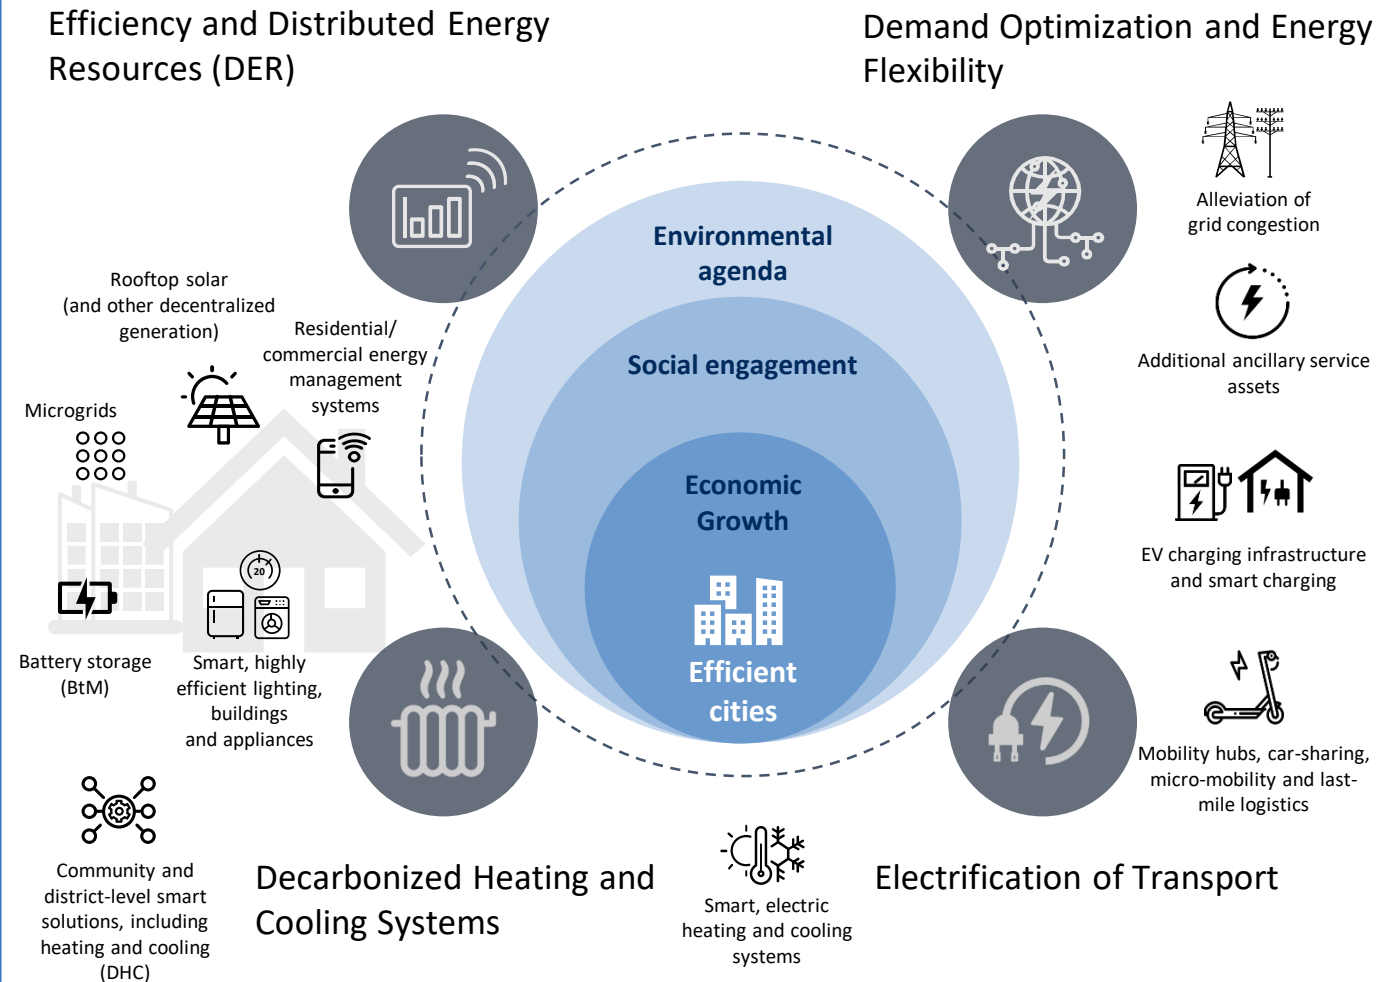 Efficiency and Distributed Energy
Resources (DER)
Demand Optimization and Energy
Flexibility
Alleviation of
grid congestion
Environmental
agenda
Rooftop solar
(and other decentralized
generation)
Residential/
commercial energy
management
systems
Additional ancillary service
assets
Social engagement
Microgrids
Economic
Growth
EV charging infrastructure
and smart charging
20
Battery storage
(BtM)
Smart, highly
efficient lighting,
buildings
and appliances
Efficient
cities
Mobility hubs, car-sharing,
micro-mobility and last-
mile logistics
Community and
district-level smart
solutions, including
heating and cooling
(DHC)
Decarbonized Heating and
Cooling Systems
Smart, electric
heating and cooling
systems
Electrification of Transport